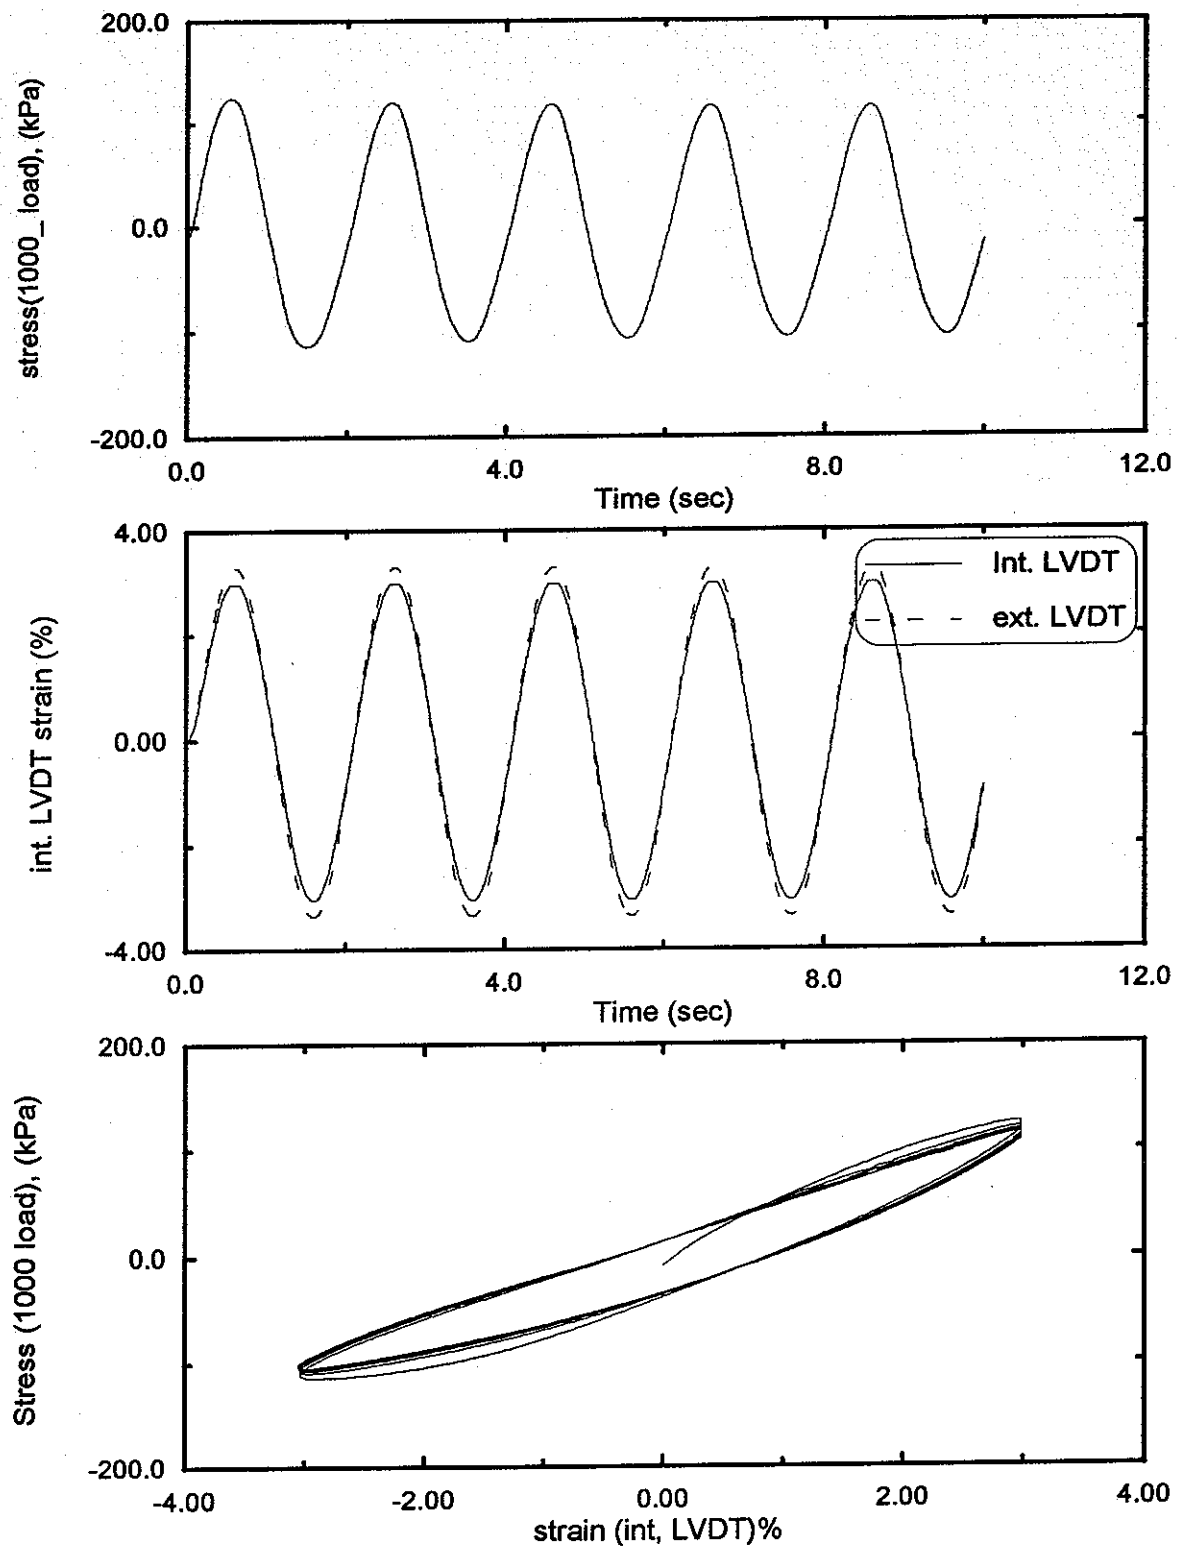 200.0
0.0
-200.0
stress(1000_ load), (kPa)
0.0 4.0 8.0 12.0
Time (sec)
4.00
0.00
-4.00
int. LVDT strain (%)
Int. LVDT
ext. LVDT
0.0 4.0 8.0 12.0
Time (sec)
200.0
0.0
-200.0
Stress (1000 load), (kPa)
-4.00 -2.00 0.00 2.00 4.00
strain (int, LVDT)%